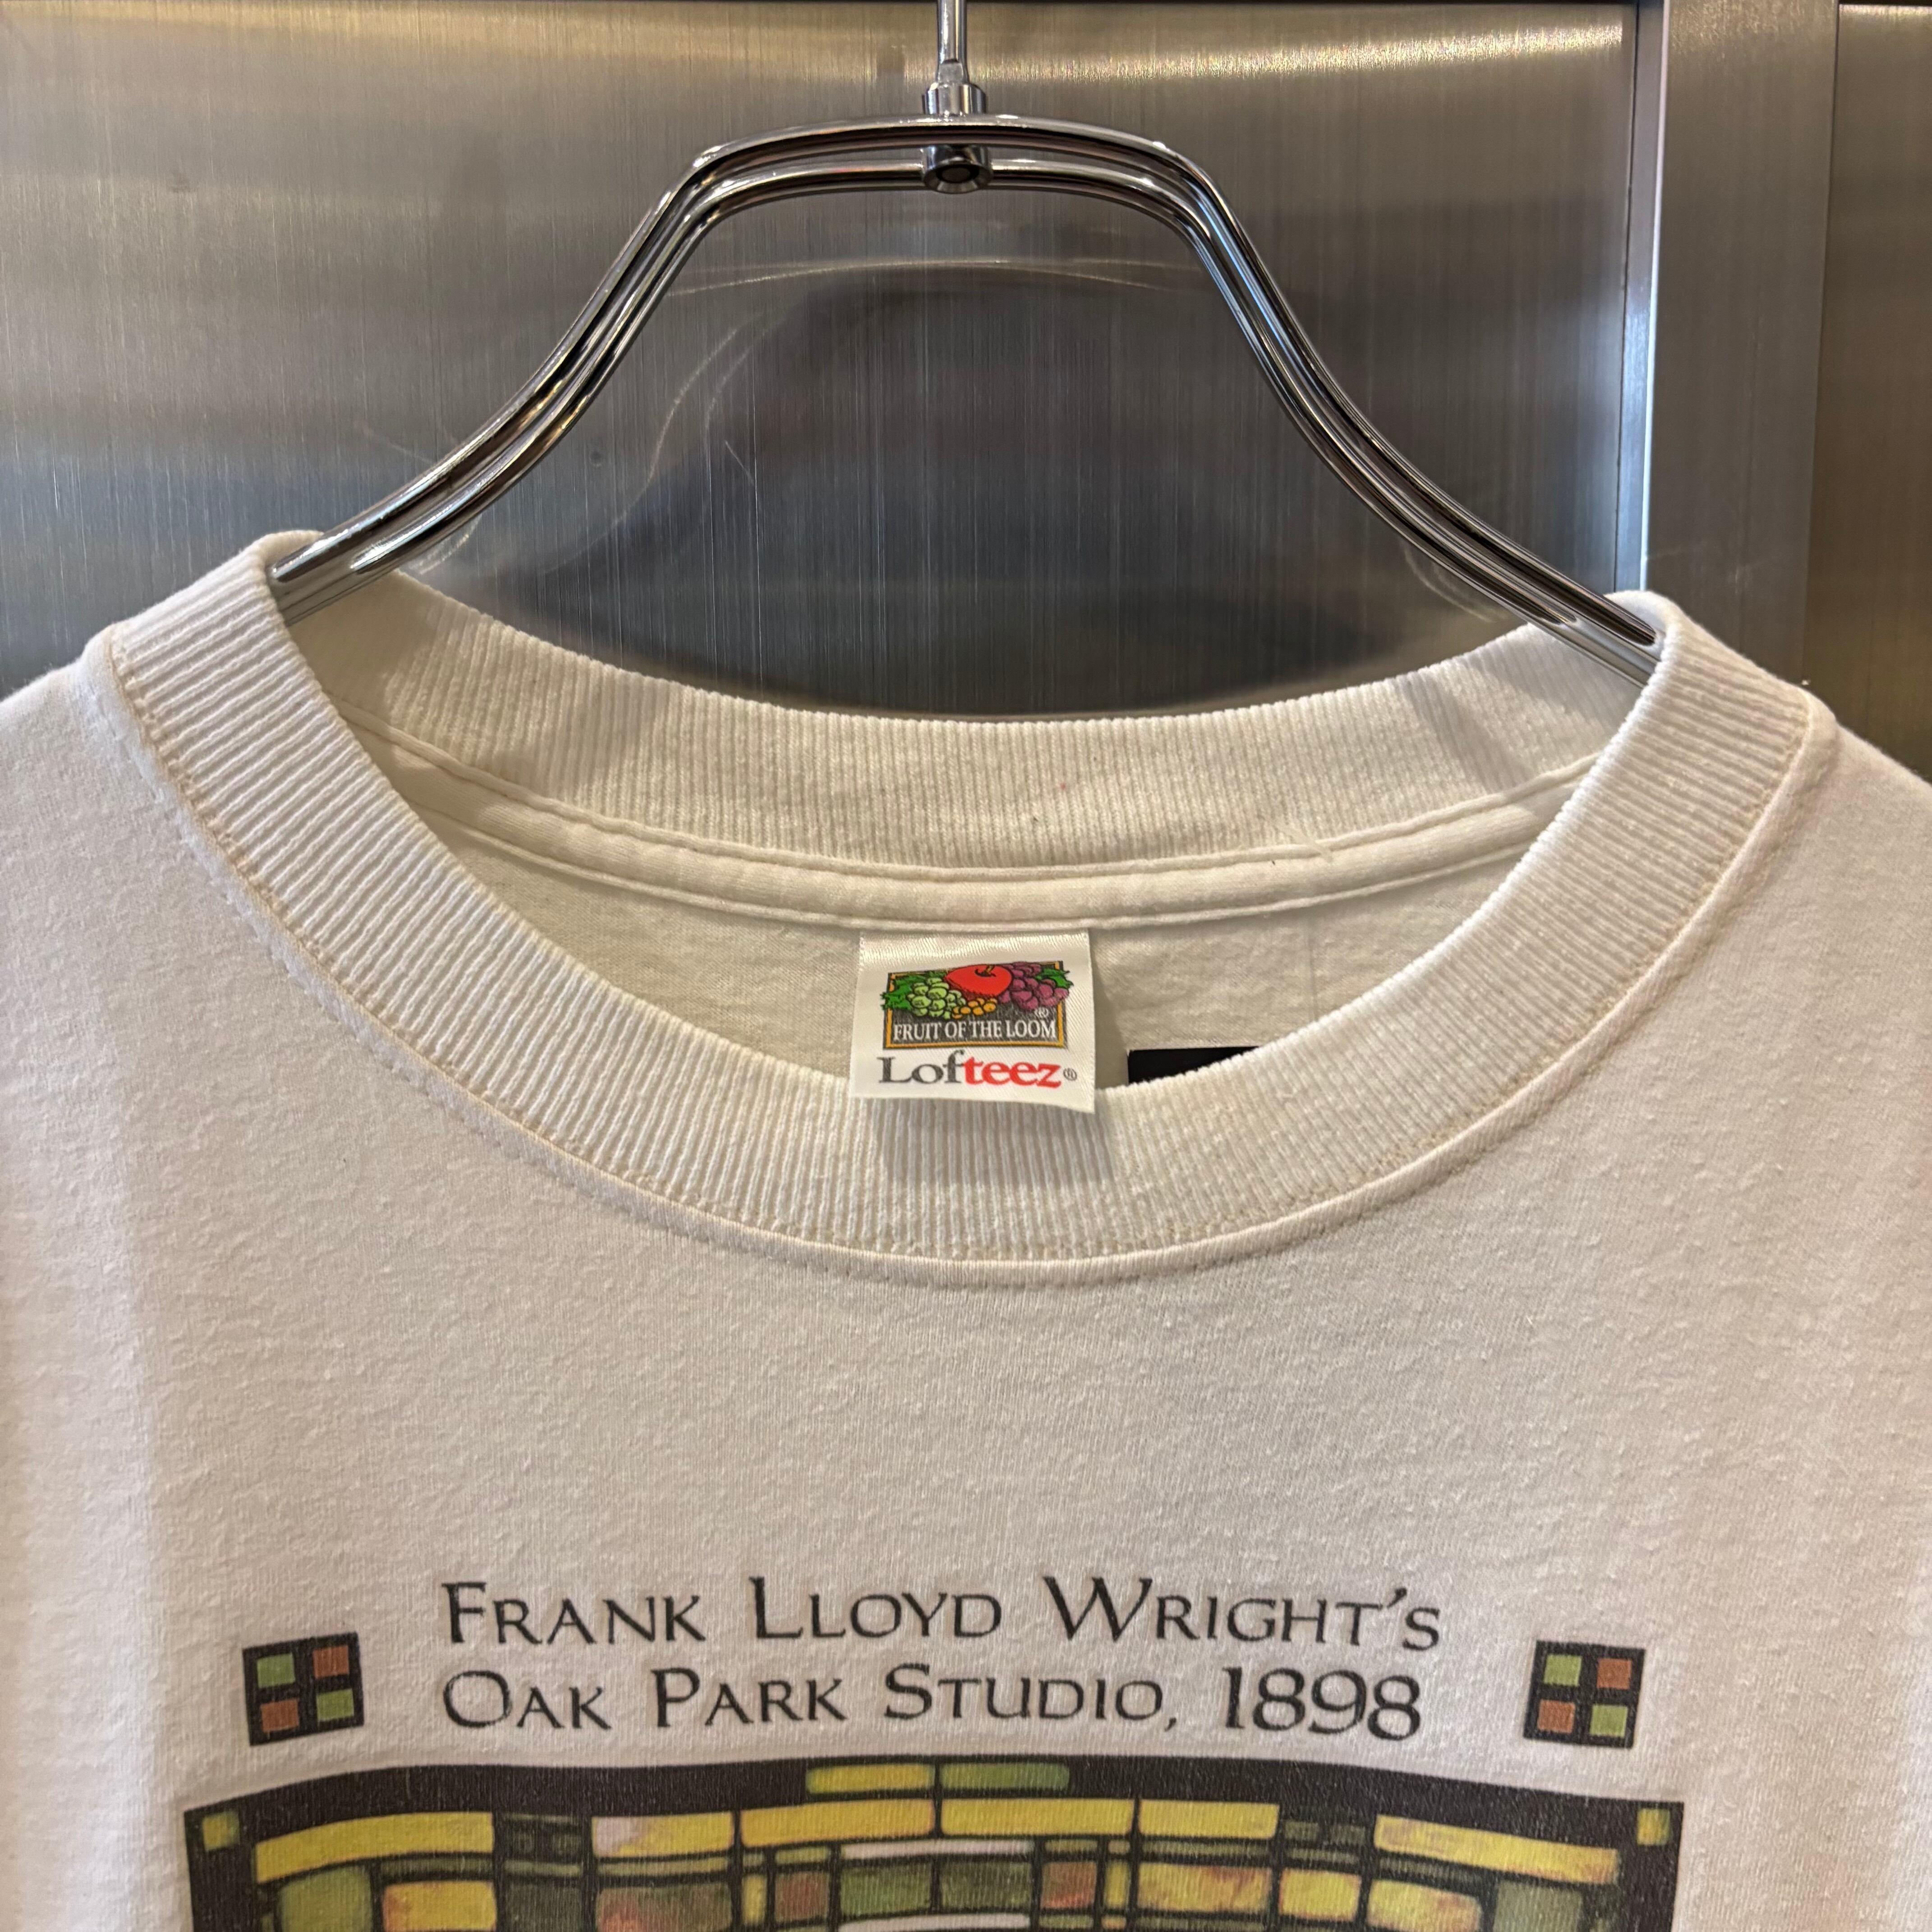 FRUIT OF THE LOOM®
Lofteez®
FRANK LLOYD WRIGHT'S
OAK PARK STUDIO, 1898